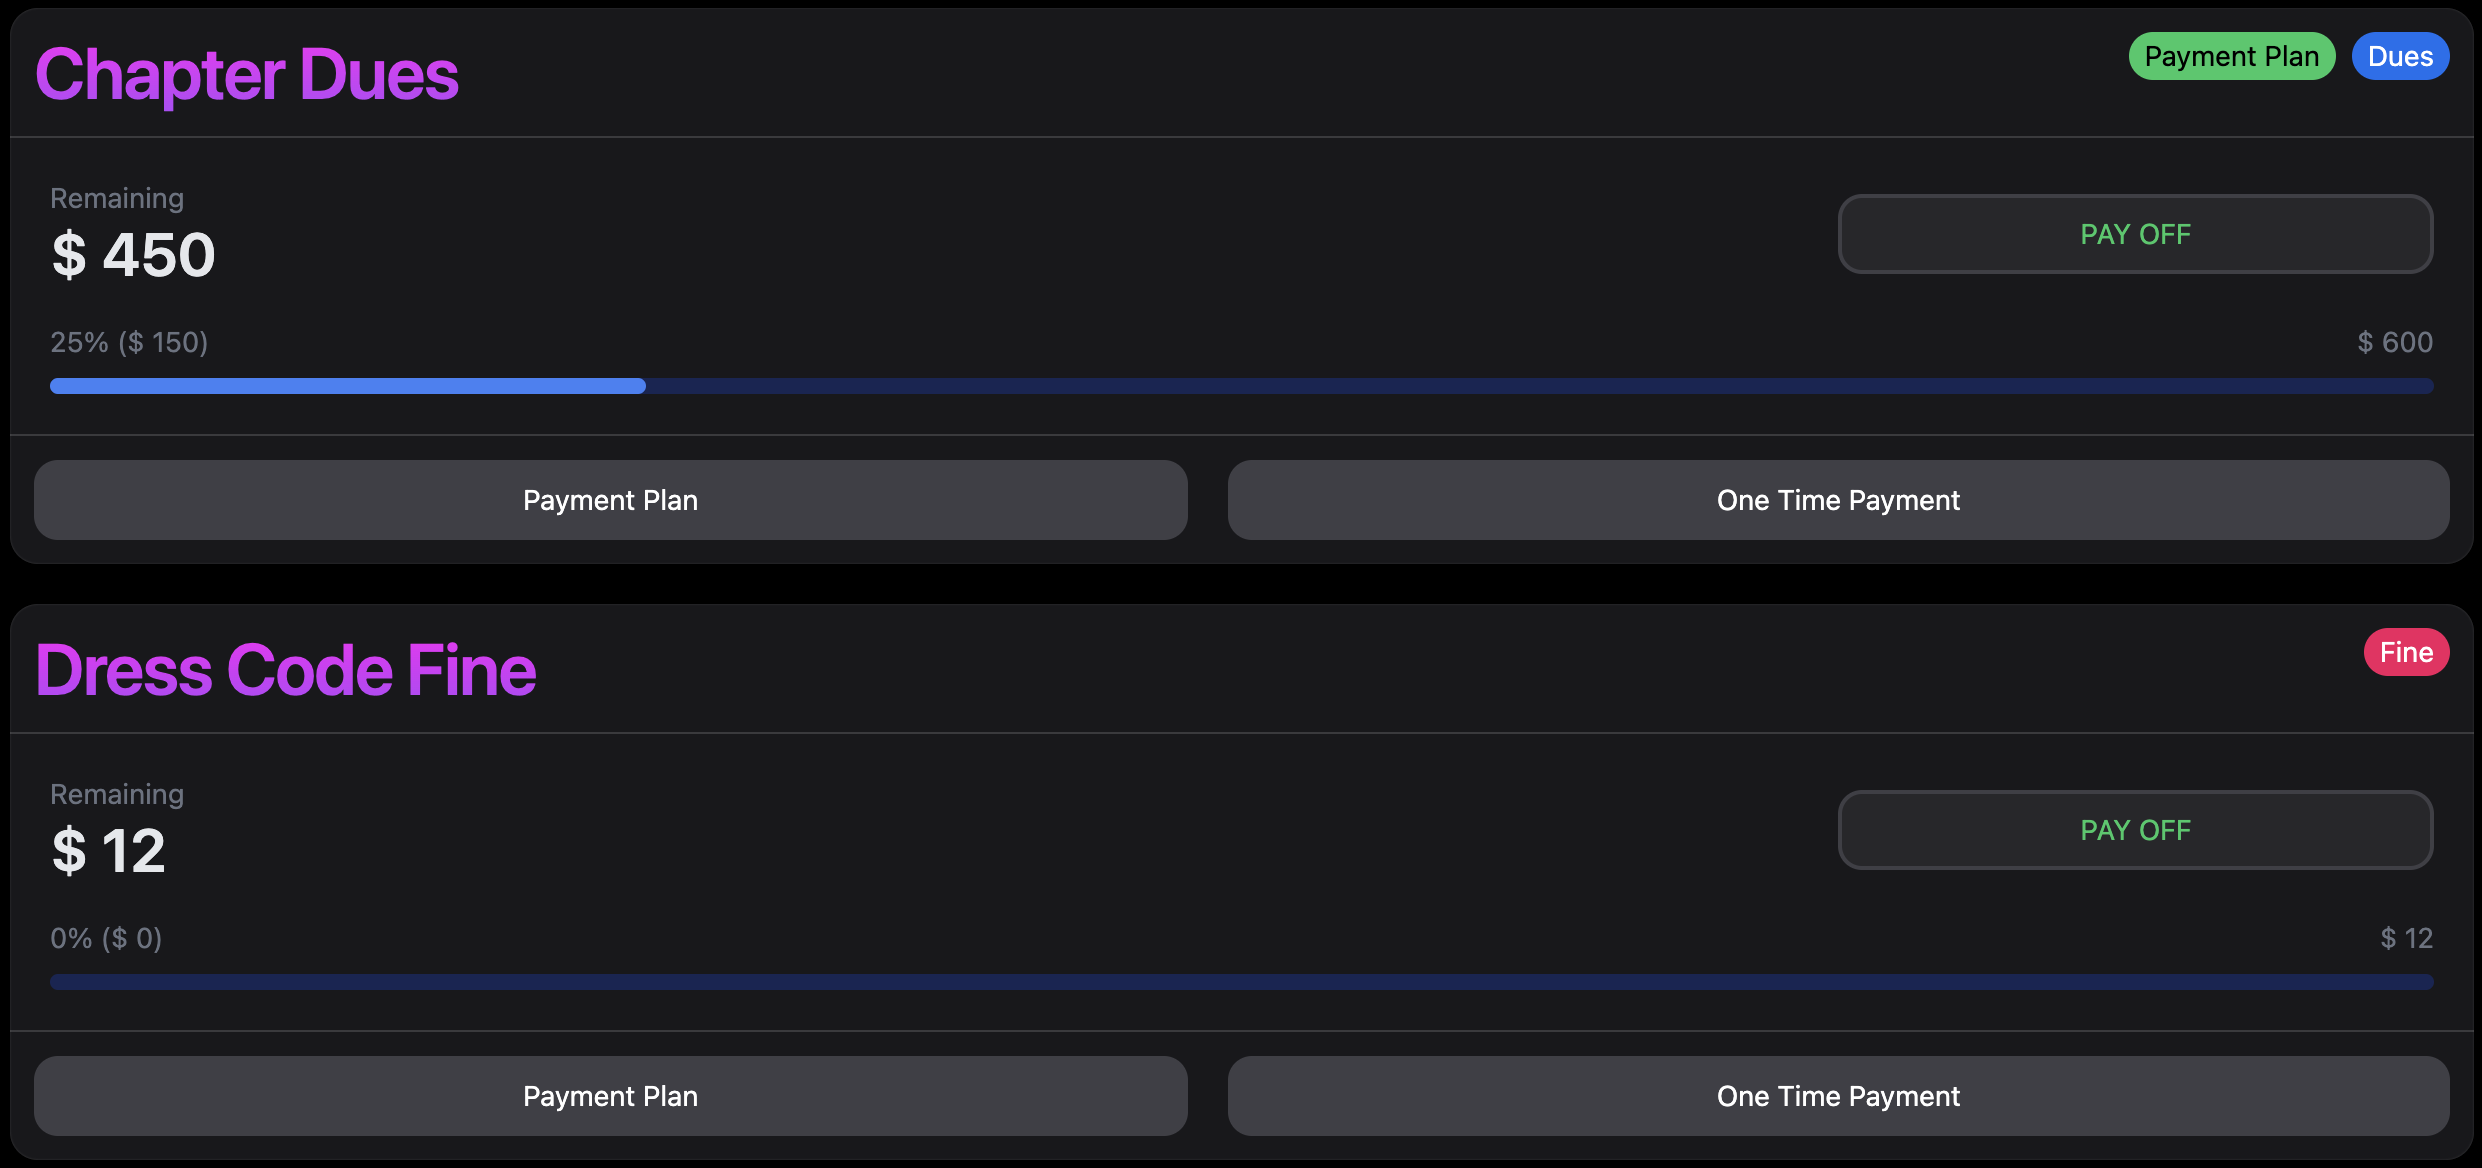 Chapter Dues
Payment Plan
Dues
Remaining
$ 450
PAY OFF
25% ($ 150)
$ 600
Payment Plan
One Time Payment
Dress Code Fine
Fine
Remaining
$ 12
PAY OFF
0% ($ 0)
$ 12
Payment Plan
One Time Payment